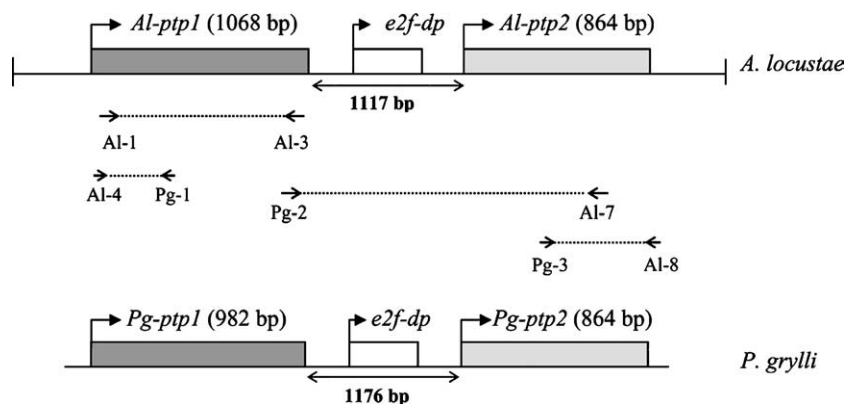 Al-ptp1 (1068 bp) e2f-dp Al-ptp2 (864 bp)
A. locustae
1117 bp
Al-1 Al-3
Al-4 Pg-1 Pg-2 Al-7
Pg-3 Al-8
Pg-ptp1 (982 bp) e2f-dp Pg-ptp2 (864 bp)
P. grylli
1176 bp